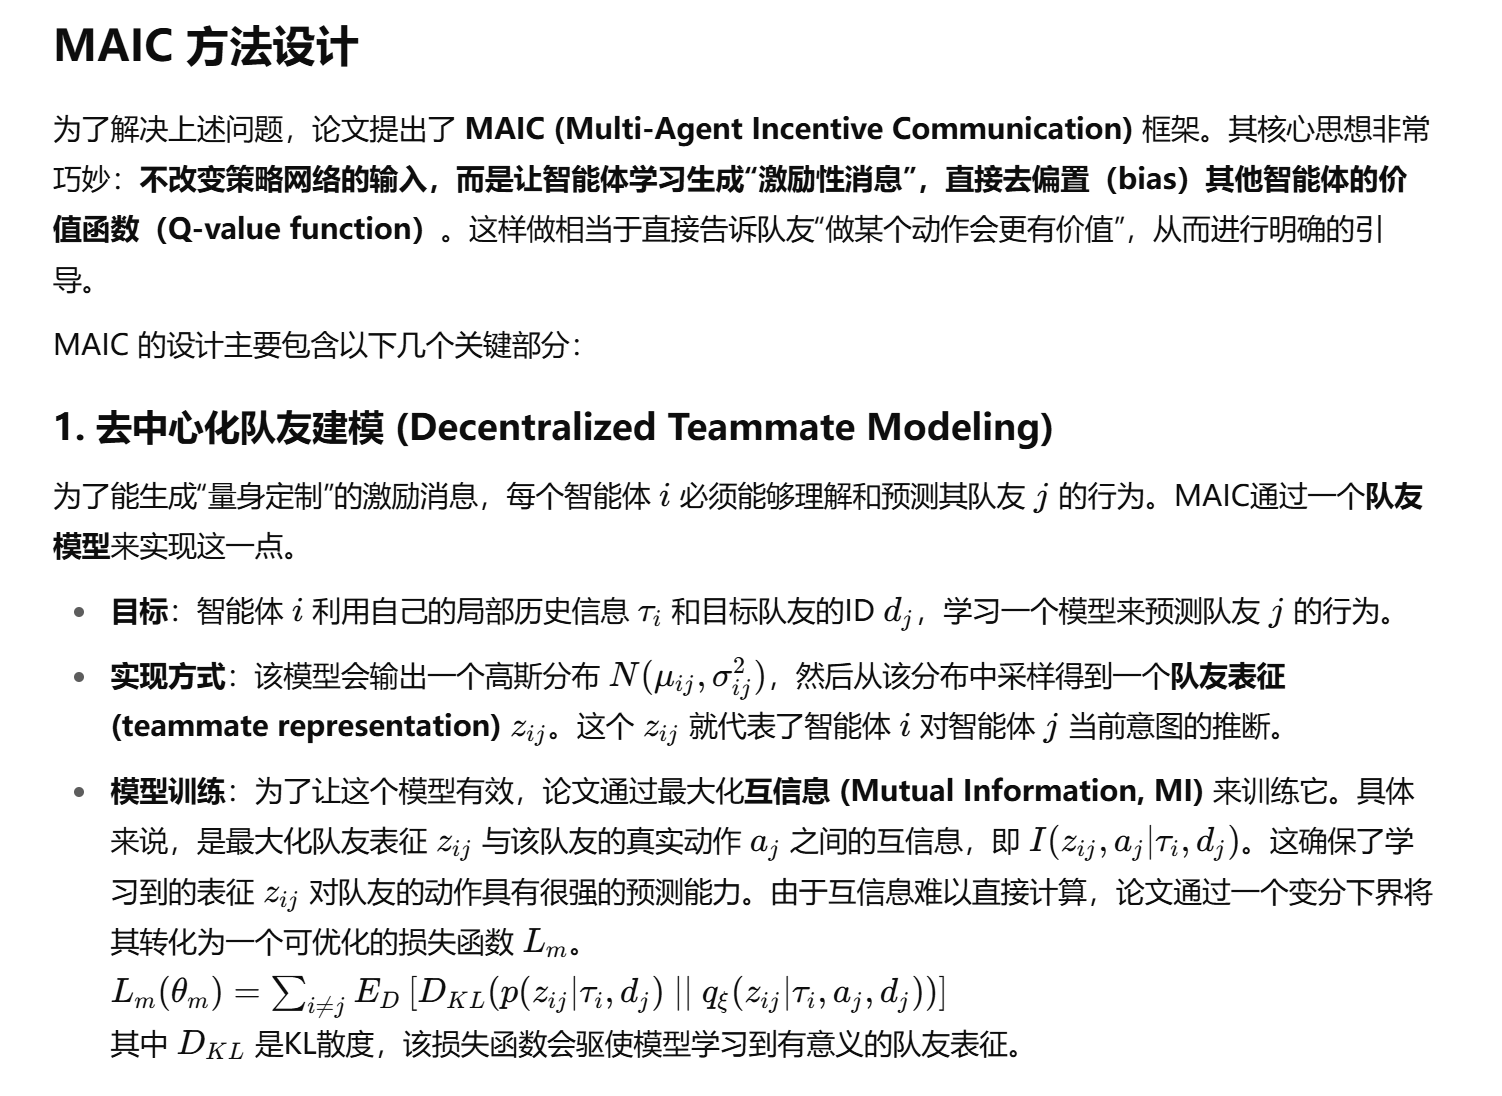 MAIC 方法设计
为了解决上述问题，论文提出了 MAIC (Multi-Agent Incentive Communication) 框架。其核心思想非常
巧妙：不改变策略网络的输入，而是让智能体学习生成“激励性消息”，直接去偏置（bias）其他智能体的价
值函数（Q-value function）。这样做相当于直接告诉队友“做某个动作会更有价值”，从而进行明确的引
导。
MAIC 的设计主要包含以下几个关键部分：
1. 去中心化队友建模 (Decentralized Teammate Modeling)
为了能生成“量身定制”的激励消息，每个智能体 i 必须能够理解和预测其队友 j 的行为。MAIC通过一个队友
模型来实现这一点。
• 目标：智能体 i 利用自己的局部历史信息 τ_i 和目标队友的ID d_j，学习一个模型来预测队友 j 的行为。
• 实现方式：该模型会输出一个高斯分布 N(μ_{ij}, σ_{ij}^2)，然后从该分布中采样得到一个队友表征
(teammate representation) z_{ij}。这个 z_{ij} 就代表了智能体 i 对智能体 j 当前意图的推断。
• 模型训练：为了让这个模型有效，论文通过最大化互信息 (Mutual Information, MI) 来训练它。具体
来说，是最大化队友表征 z_{ij} 与该队友的真实动作 a_j 之间的互信息，即 I(z_{ij}, a_j|τ_i, d_j)。这确保了学
习到的表征 z_{ij} 对队友的动作具有很强的预测能力。由于互信息难以直接计算，论文通过一个变分下界将
其转化为一个可优化的损失函数 L_m。
L_m(θ_m) = ∑_{i≠j} E_D [D_{KL}(p(z_{ij}|τ_i, d_j) || q_ξ(z_{ij}|τ_i, a_j, d_j))]
其中 D_{KL} 是KL散度，该损失函数会驱使模型学习到有意义的队友表征。